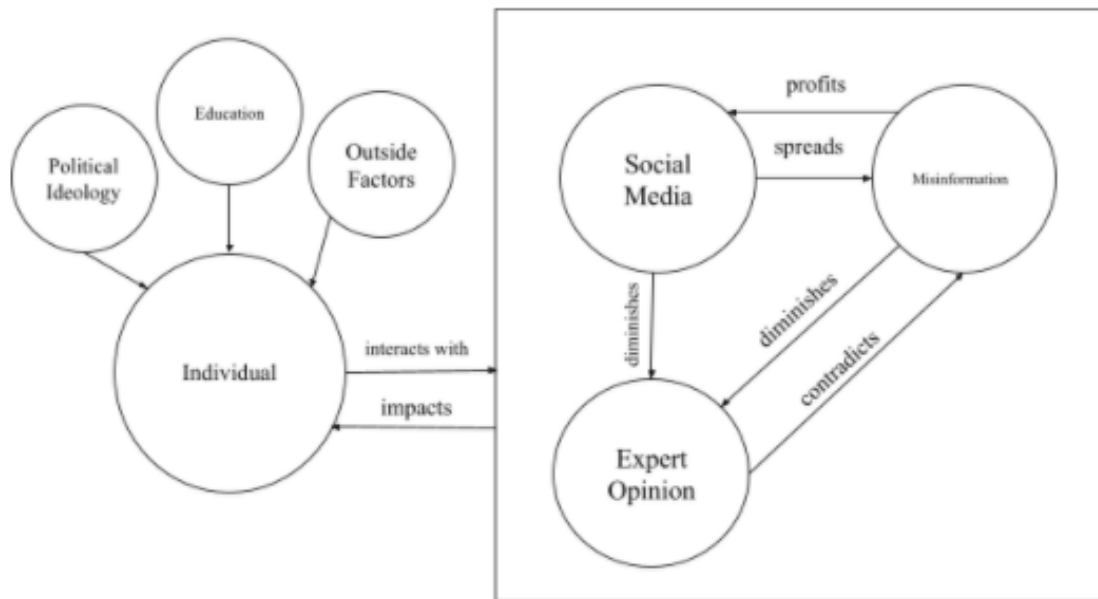 Political
Ideology
Education
Outside
Factors
Individual
interacts with
impacts
Social
Media
profits
spreads
Misinformation
diminishes
diminishes
contradicts
Expert
Opinion